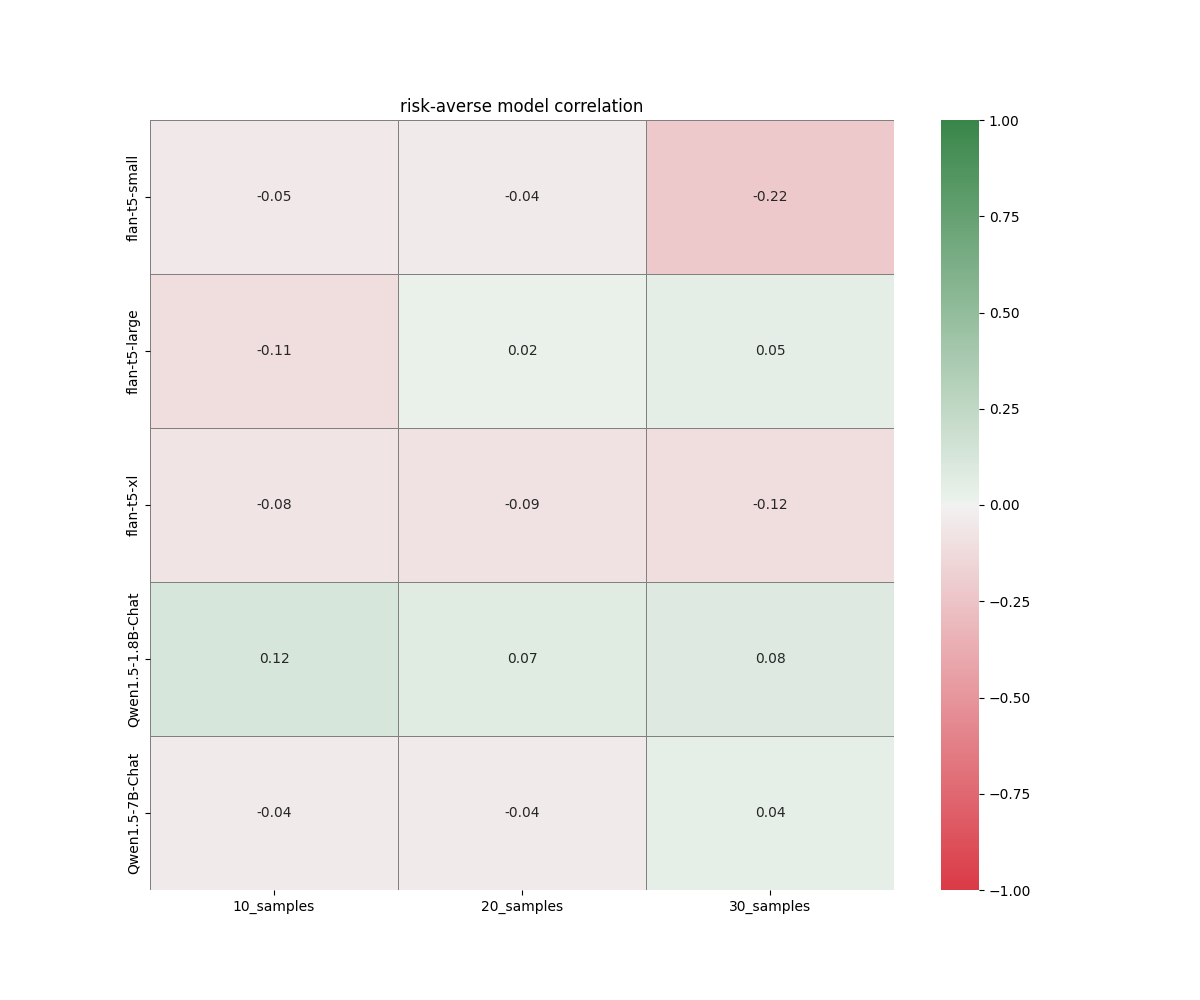 risk-averse model correlation
flan-t5-small
-0.05
-0.04
-0.22
flan-t5-large
-0.11
0.02
0.05
flan-t5-xl
-0.08
-0.09
-0.12
Qwen1.5-1.8B-Chat
0.12
0.07
0.08
Qwen1.5-7B-Chat
-0.04
-0.04
0.04
10_samples
20_samples
30_samples
1.00
0.75
0.50
0.25
0.00
−0.25
−0.50
−0.75
−1.00